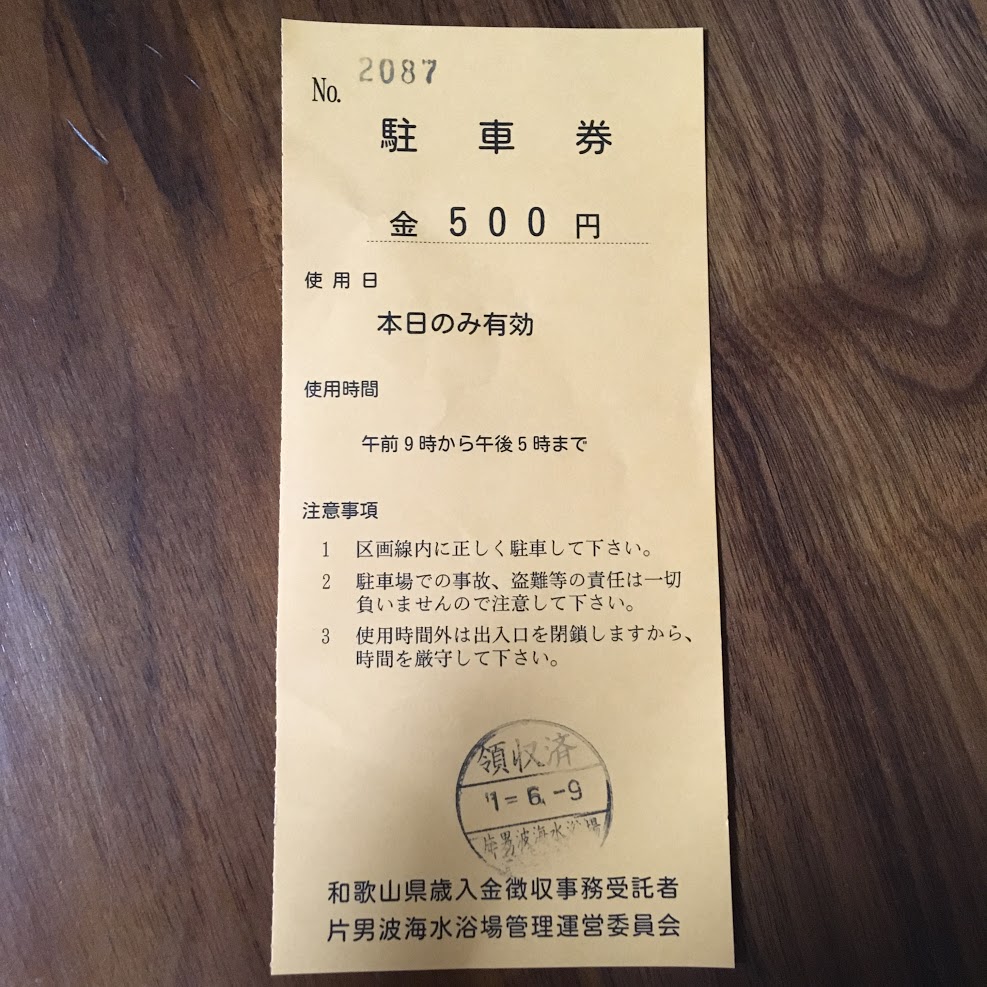 No. 2087
駐車券
金 500 円
使用日
本日のみ有効
使用時間
午前9時から午後5時まで
注意事項
1 区画線内に正しく駐車して下さい。
2 駐車場での事故、盗難等の責任は一切
負いませんので注意して下さい。
3 使用時間外は出入口を閉鎖しますから、
時間を厳守して下さい。
領収済
1-6.-9
片男波海水浴場
和歌山県歳入金徴収事務受託者
片男波海水浴場管理運営委員会